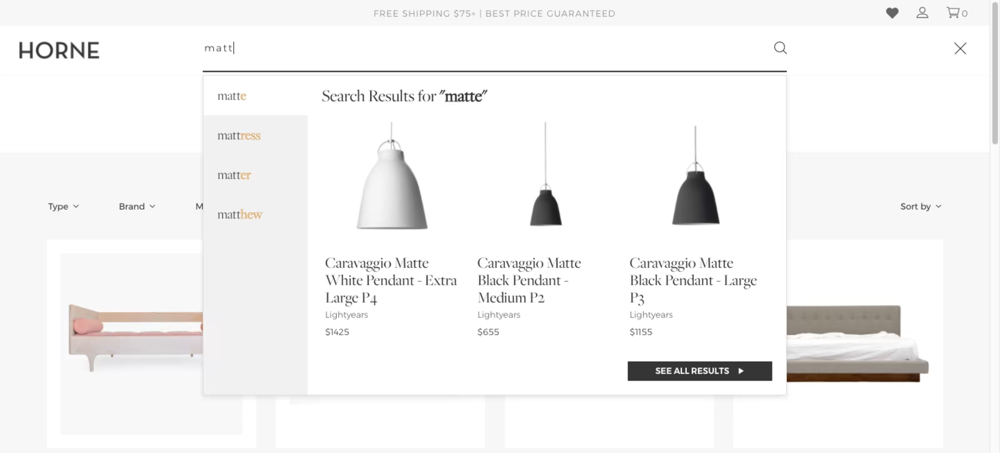 FREE SHIPPING $75+ | BEST PRICE GUARANTEED
0
HORNE
matt
matte
mattress
matter
matthew
Search Results for "matte"
Caravaggio Matte
White Pendant - Extra
Large P4
Lightyears
$1425
Caravaggio Matte
Black Pendant -
Medium P2
Lightyears
$655
Caravaggio Matte
Black Pendant - Large
P3
Lightyears
$1155
SEE ALL RESULTS
Type
Brand
M
Sort by